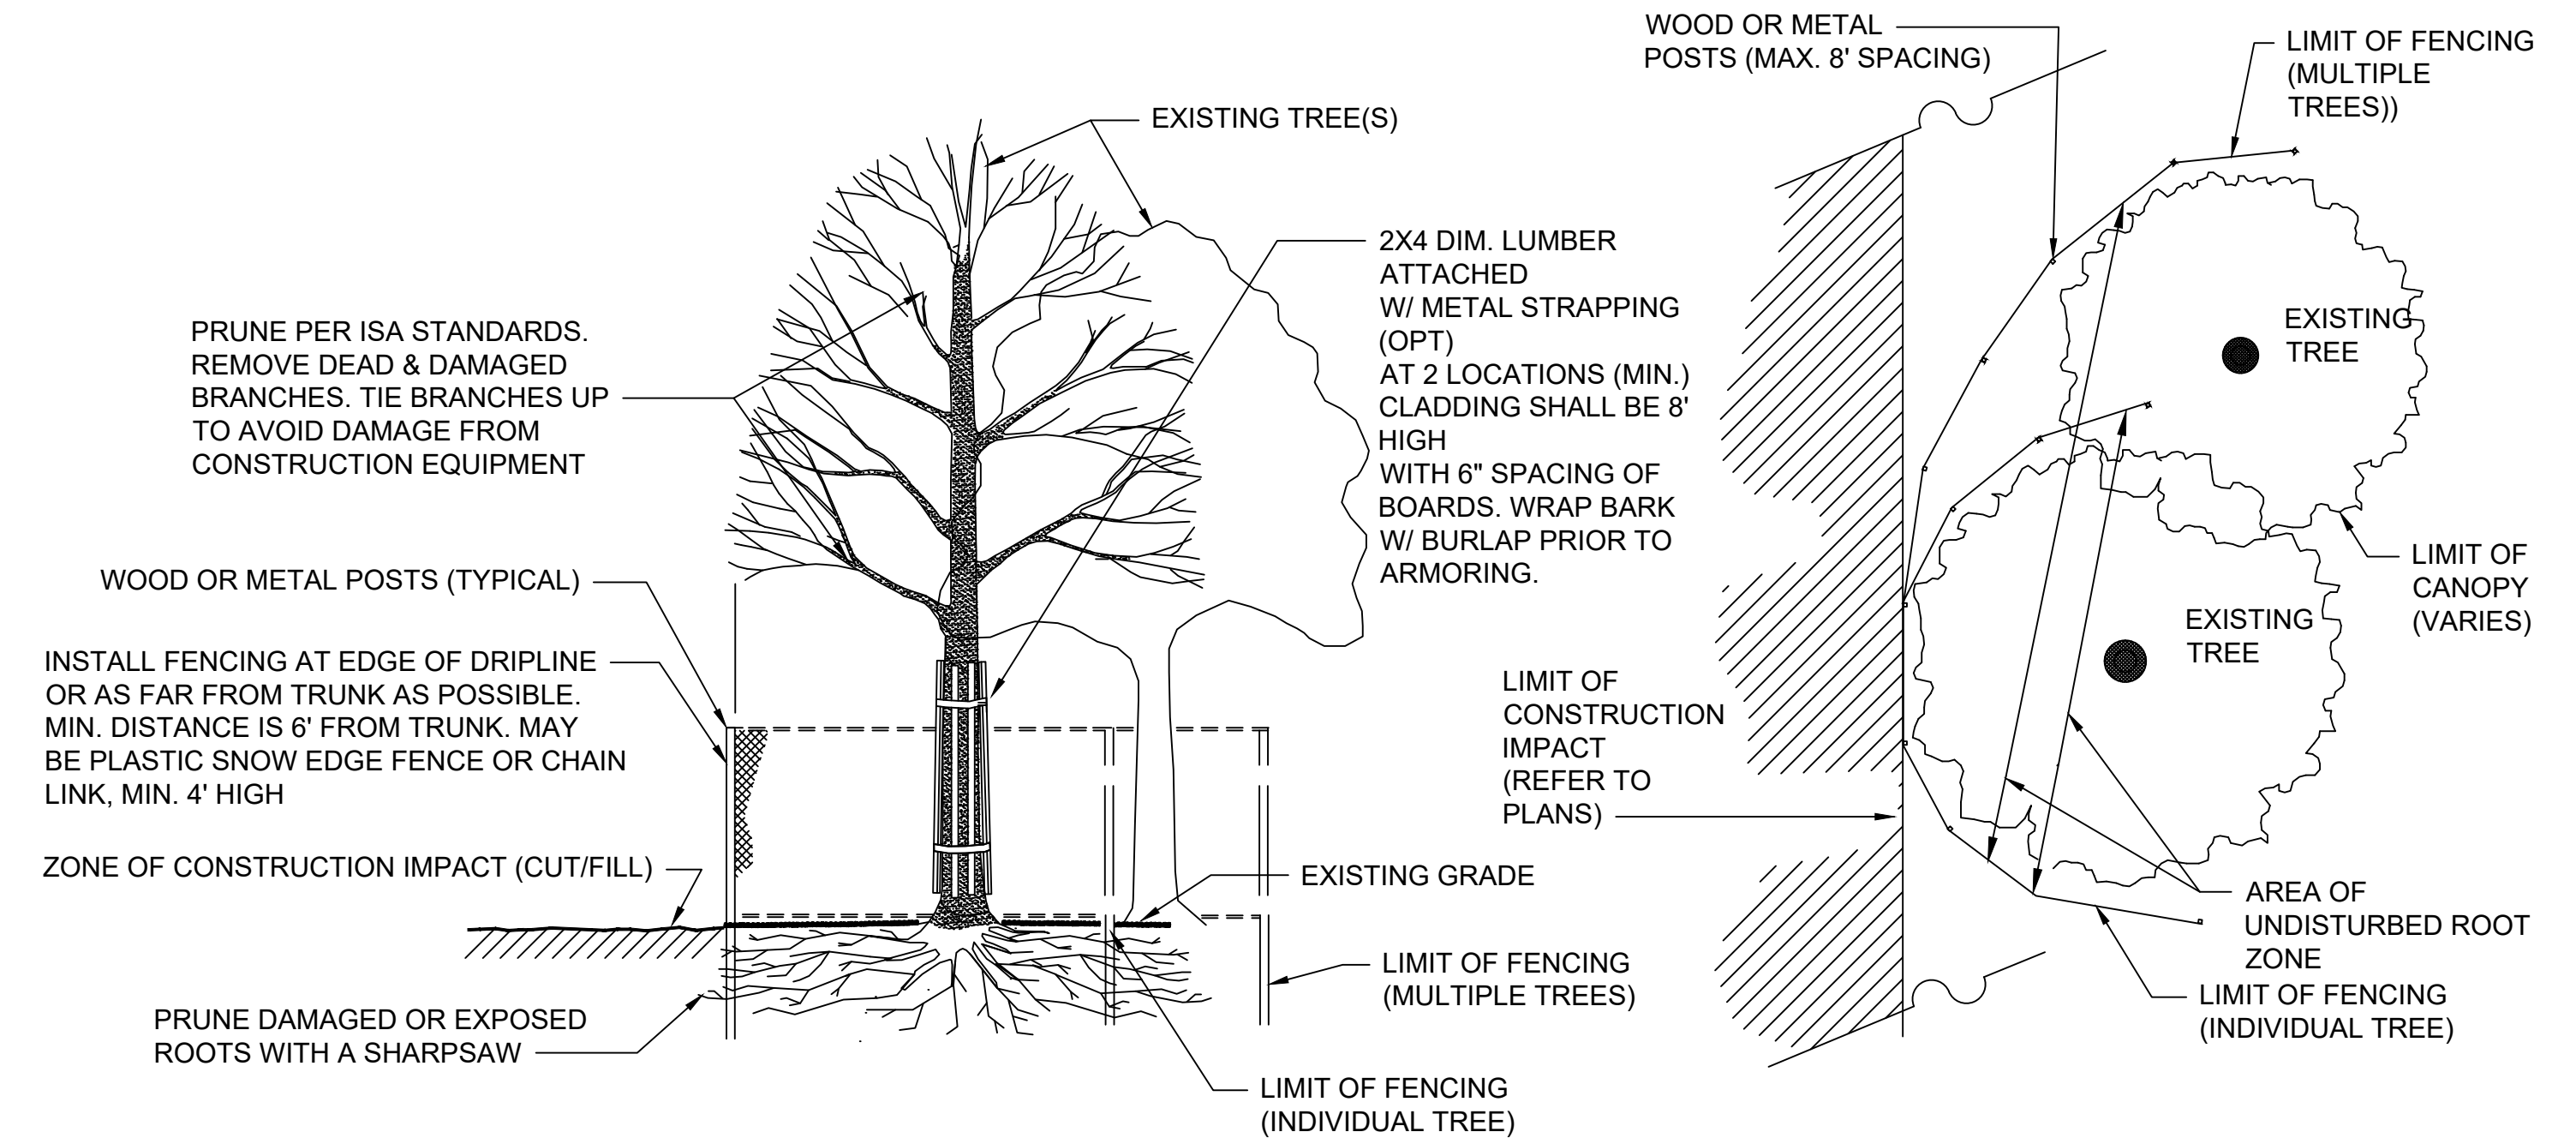 WOOD OR METAL
POSTS (MAX. 8' SPACING)
LIMIT OF FENCING
(MULTIPLE
TREES))
EXISTING TREE(S)
2X4 DIM. LUMBER
ATTACHED
W/ METAL STRAPPING
(OPT)
AT 2 LOCATIONS (MIN.)
CLADDING SHALL BE 8'
HIGH
WITH 6" SPACING OF
BOARDS. WRAP BARK
W/ BURLAP PRIOR TO
ARMORING.
PRUNE PER ISA STANDARDS.
REMOVE DEAD & DAMAGED
BRANCHES. TIE BRANCHES UP
TO AVOID DAMAGE FROM
CONSTRUCTION EQUIPMENT
EXISTING
TREE
WOOD OR METAL POSTS (TYPICAL)
LIMIT OF
CANOPY
(VARIES)
EXISTING
TREE
INSTALL FENCING AT EDGE OF DRIPLINE
OR AS FAR FROM TRUNK AS POSSIBLE.
MIN. DISTANCE IS 6' FROM TRUNK. MAY
BE PLASTIC SNOW EDGE FENCE OR CHAIN
LINK, MIN. 4' HIGH
LIMIT OF
CONSTRUCTION
IMPACT
(REFER TO
PLANS)
ZONE OF CONSTRUCTION IMPACT (CUT/FILL)
EXISTING GRADE
AREA OF
UNDISTURBED ROOT
ZONE
LIMIT OF FENCING
(MULTIPLE TREES)
LIMIT OF FENCING
(INDIVIDUAL TREE)
PRUNE DAMAGED OR EXPOSED
ROOTS WITH A SHARPSAW
LIMIT OF FENCING
(INDIVIDUAL TREE)